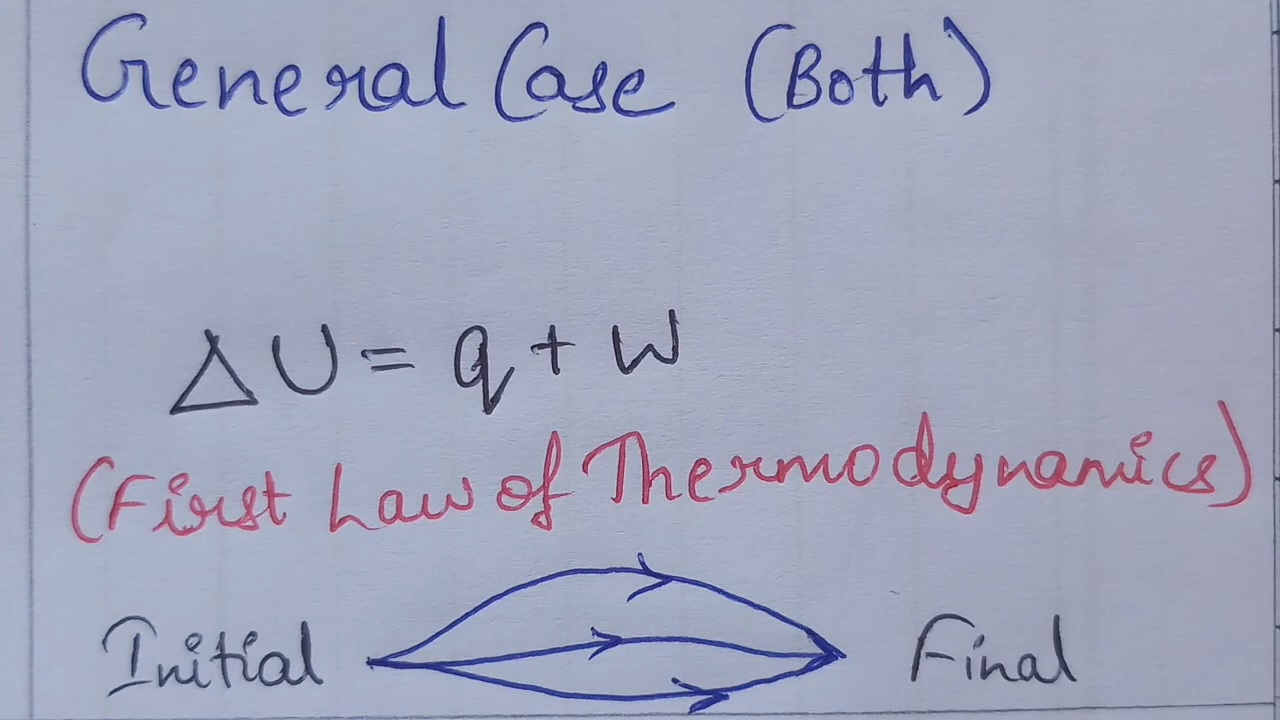 General Case (Both)
ΔU = q + w
(First Law of Thermodynamics)
Initial Final